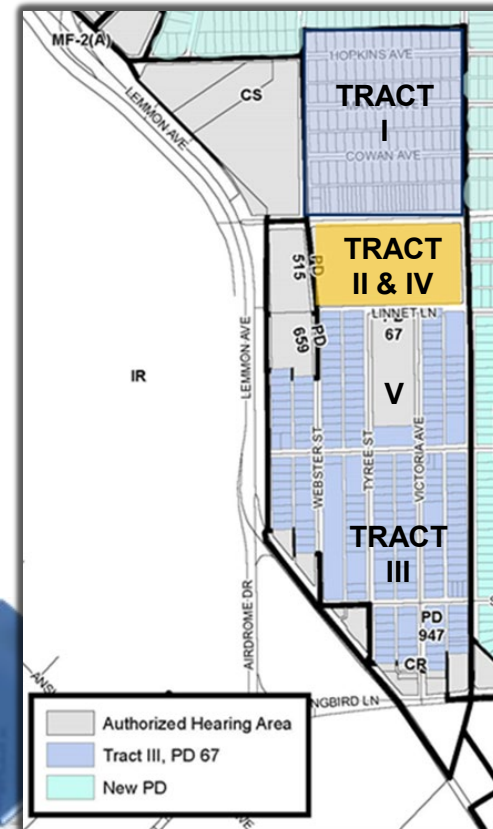 MF-2(A)
LEMMON AVE
CS
HOPKINS AVE
TRACT
I
COWAN AVE
TRACT
II & IV
PD
515
LINNET LN
67
PD
659
LEMMON AVE
IR
V
WEBSTER ST
TYREE ST
VICTORIA AVE
TRACT
III
AIRDROME DR
PD
947
CR
NGBIRD LN
Authorized Hearing Area
Tract III, PD 67
New PD